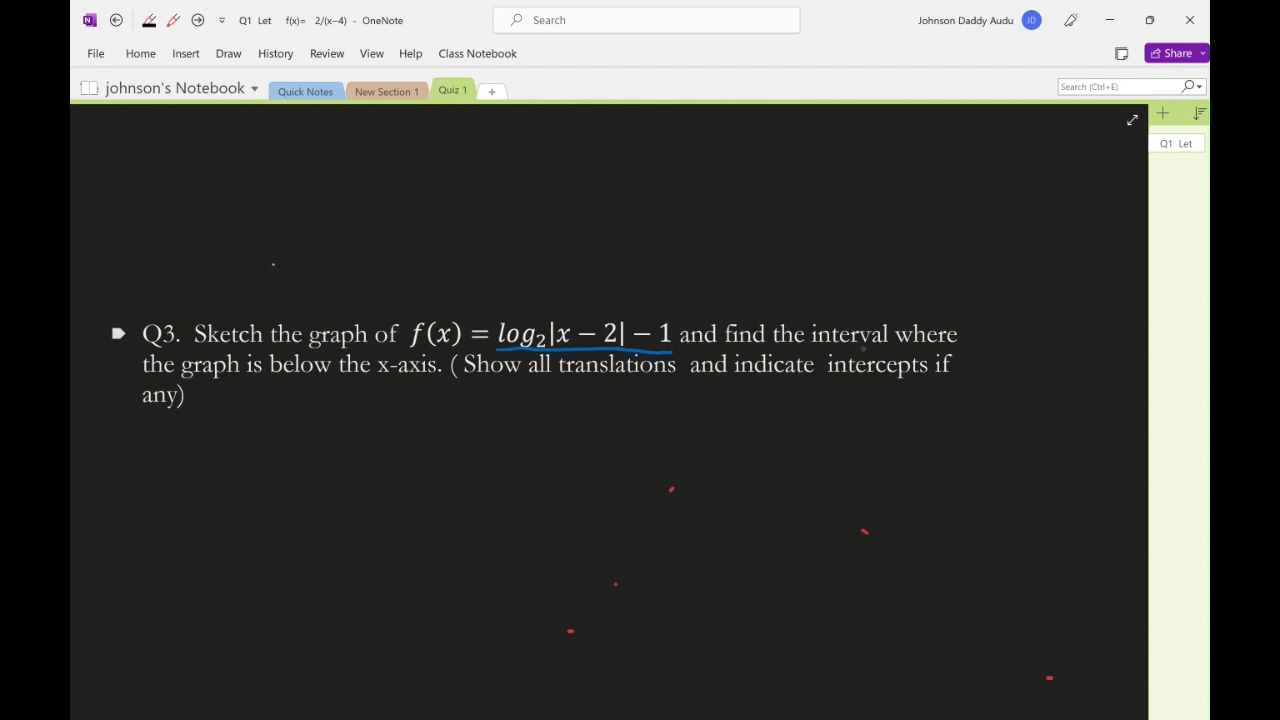 Q1 Let f(x)= 2/(x−4) - OneNote
Search
Johnson Daddy Audu
JD
File Home Insert Draw History Review View Help Class Notebook
Share
johnson's Notebook
Quick Notes
New Section 1
Quiz 1
Search (Ctrl+E)
Q1 Let
Q3. Sketch the graph of f(x) = log₂|x − 2| − 1 and find the interval where
the graph is below the x-axis. ( Show all translations and indicate intercepts if
any)